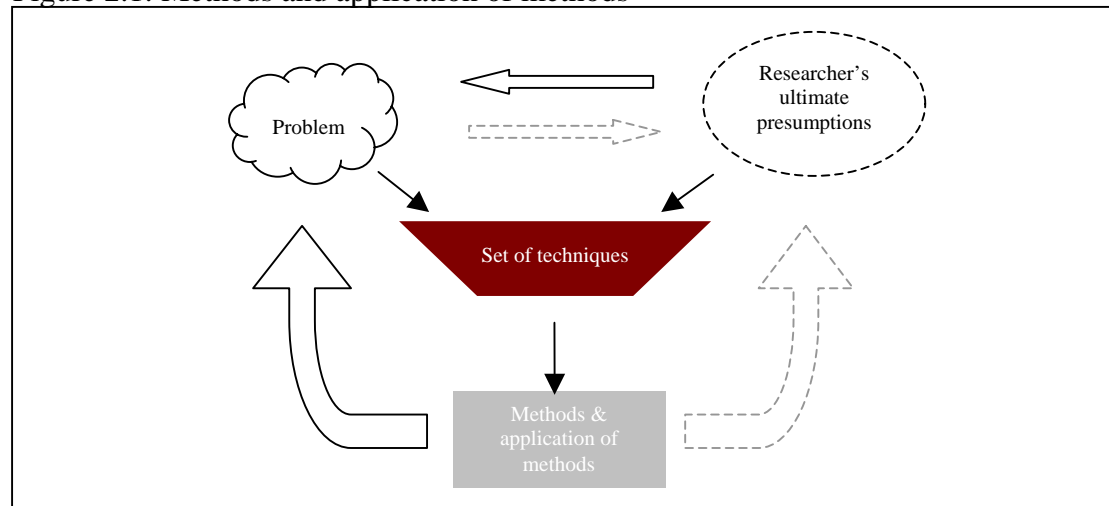 Figure 2.1. Methods and application of methods
Problem
Researcher’s
ultimate
presumptions
Set of techniques
Methods &
application of
methods